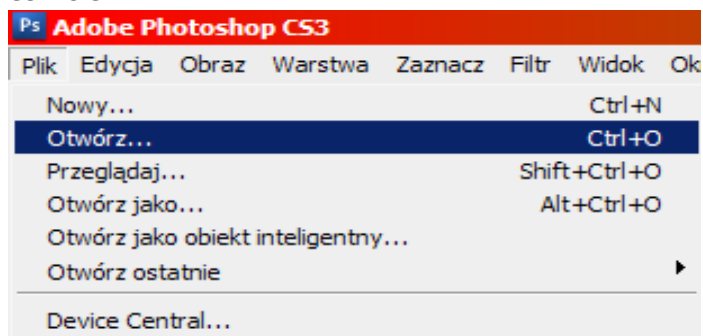 Ps Adobe Photoshop CS3
Plik Edycja Obraz Warstwa Zaznacz Filtr Widok
Nowy... Ctrl+N
Otwórz... Ctrl+O
Przeglądaj... Shift+Ctrl+O
Otwórz jako... Alt+Ctrl+O
Otwórz jako obiekt inteligentny...
Otwórz ostatnie
Device Central...